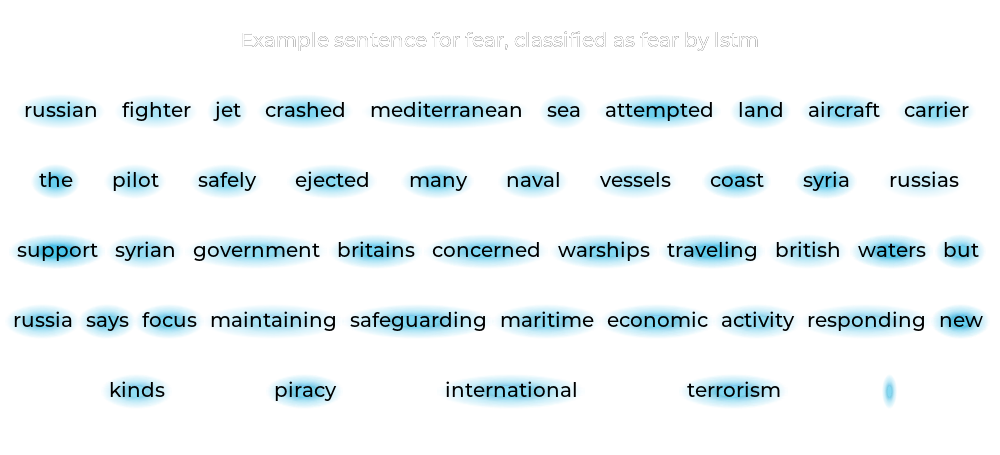 Example sentence for fear, classified as fear by lstm
russian fighter jet crashed mediterranean sea attempted land aircraft carrier
the pilot safely ejected many naval vessels coast syria russias
support syrian government britains concerned warships traveling british waters but
russia says focus maintaining safeguarding maritime economic activity responding new
kinds piracy international terrorism